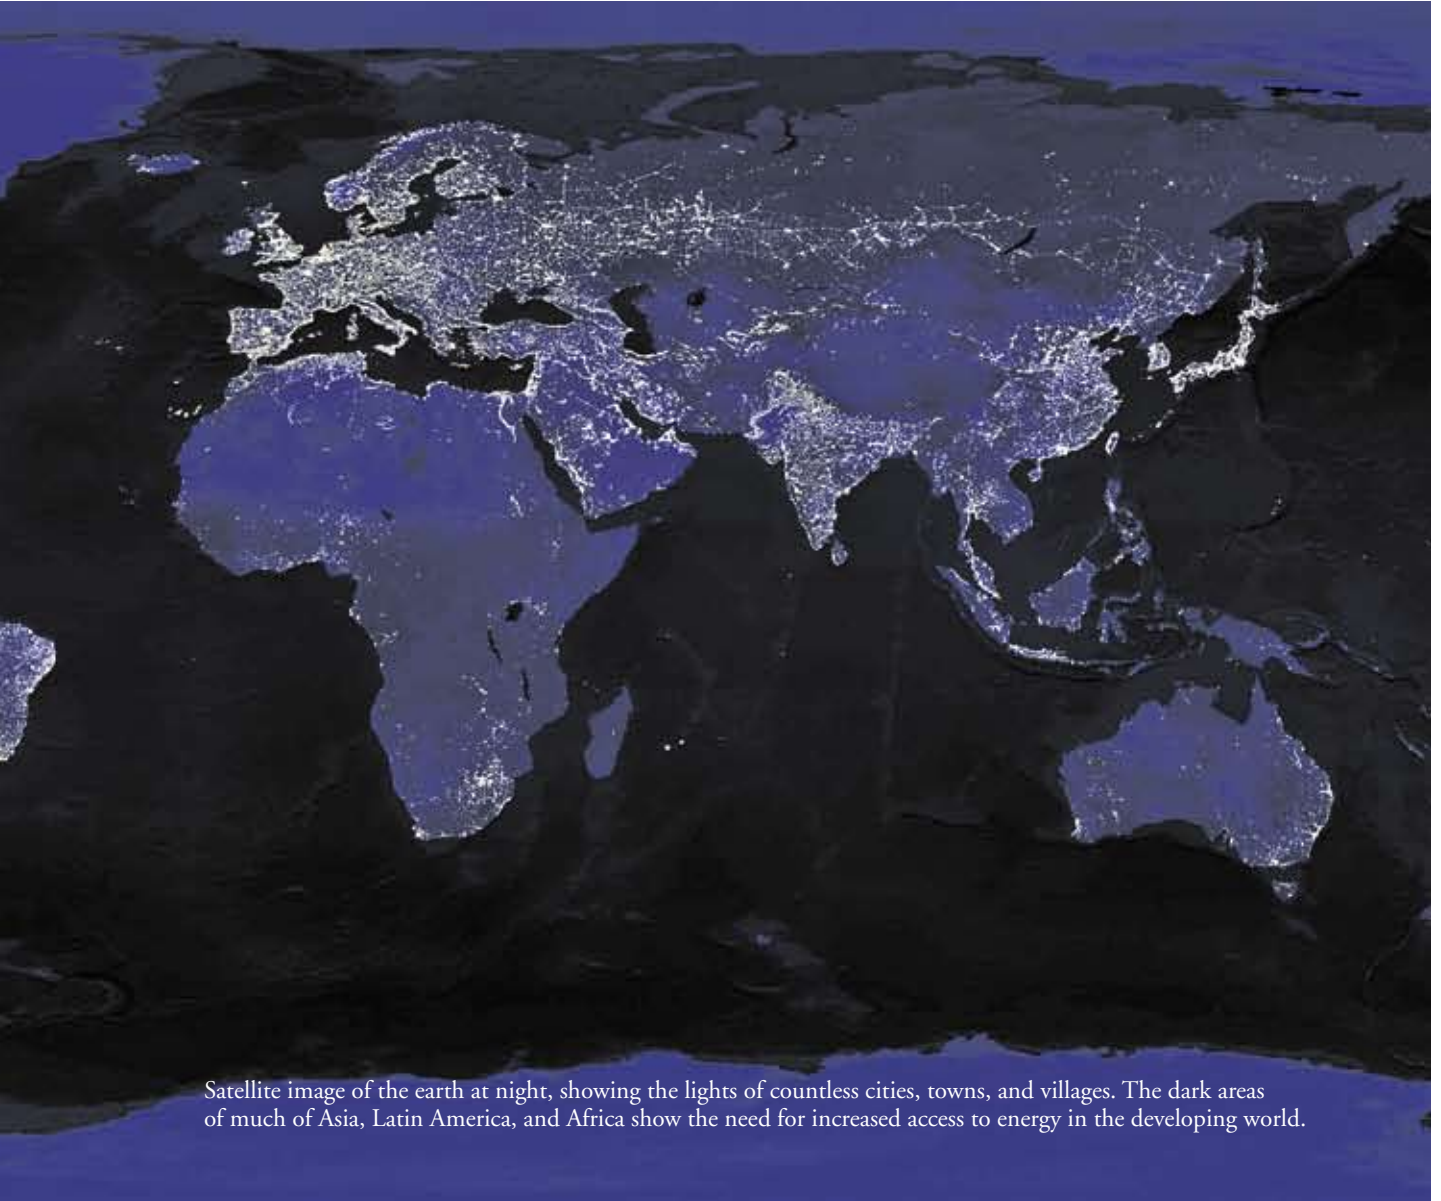 Satellite image of the earth at night, showing the lights of countless cities, towns, and villages. The dark areas
of much of Asia, Latin America, and Africa show the need for increased access to energy in the developing world.